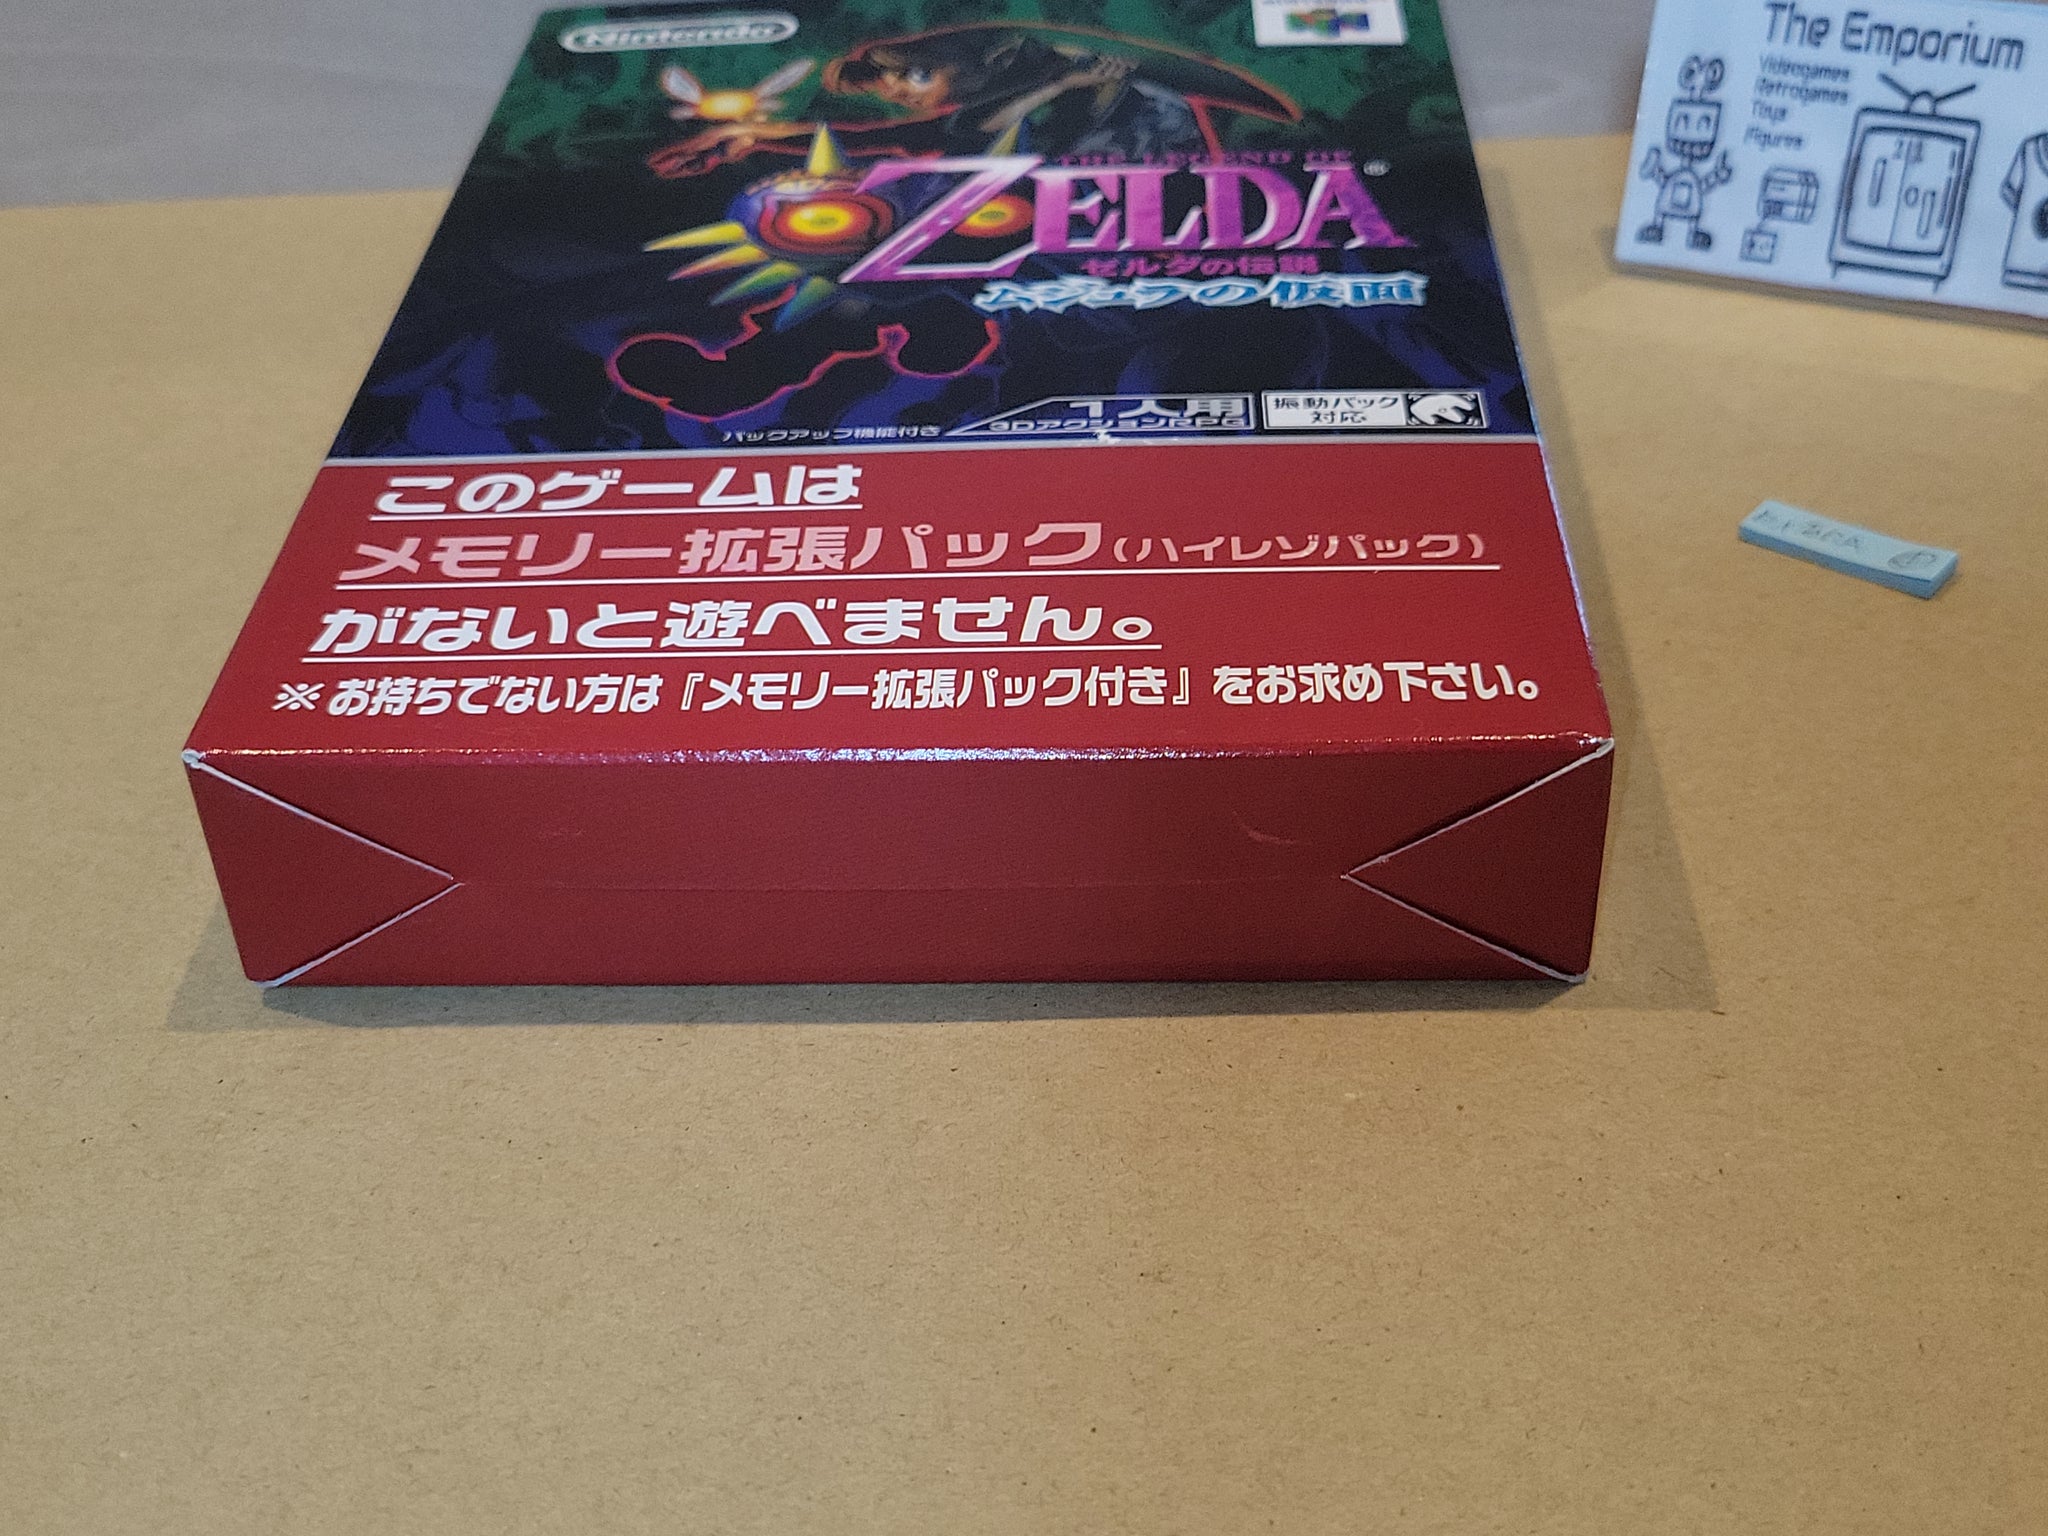 Nintendo
THE LEGEND OF
ZELDA®
ゼルダの伝説
ムジュラの仮面
バックアップ機能付き
1人用
3DアクションRPG
振動パック
対応
このゲームは
メモリー拡張パック(ハイレゾパック)
がないと遊べません。
※お持ちでない方は『メモリー拡張パック付き』をお求め下さい。
The Emporium
Videogames
Retrogames
Toys
Figures